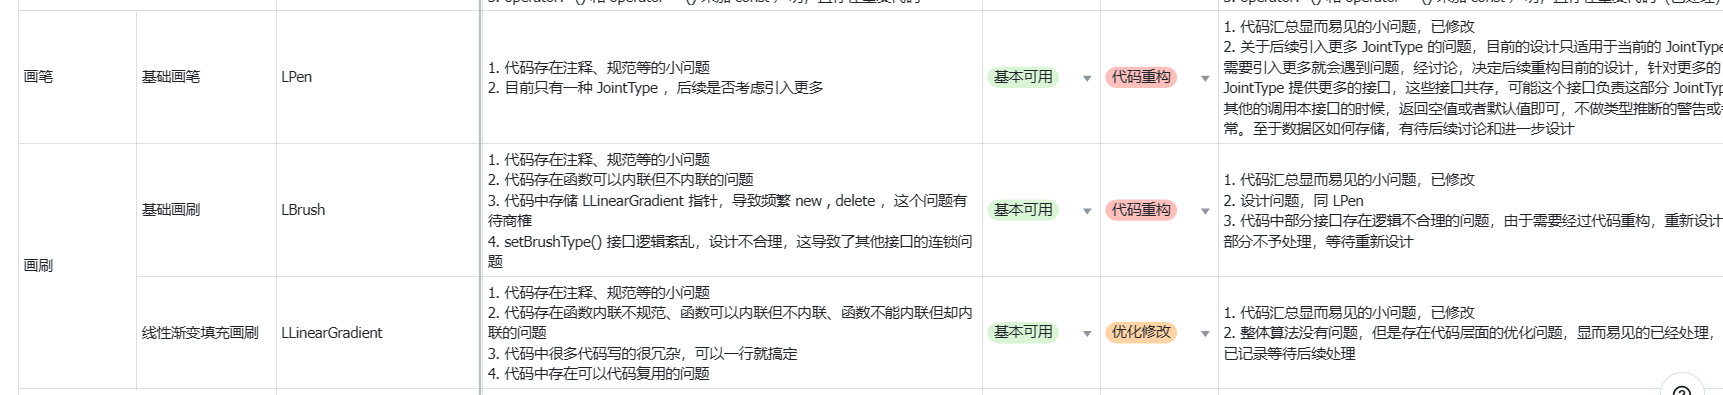 画笔
基础画笔
LPen
1. 代码存在注释、规范等的小问题
2. 目前只有一种 JointType ，后续是否考虑引入更多
基本可用
代码重构
1. 代码汇总显而易见的小问题，已修改
2. 关于后续引入更多 JointType 的问题，目前的设计只适用于当前的 JointType
需要引入更多就会遇到问题，经讨论，决定后续重构目前的设计，针对更多的
JointType 提供更多的接口，这些接口共存，可能这个接口负责这部分
其他的调用本接口的时候，返回空值或者默认值即可，不做类型推断的警告或
常。至于数据区如何存储，有待后续讨论和进一步设计
画刷
基础画刷
LBrush
1. 代码存在注释、规范等的小问题
2. 代码存在函数可以内联但不内联的问题
3. 代码中存储 LLinearGradient 指针，导致频繁 new , delete ，这个问题有
待商榷
4. setBrushType() 接口逻辑紊乱，设计不合理，这导致了其他接口的连锁问
题
基本可用
代码重构
1. 代码汇总显而易见的小问题，已修改
2. 设计问题，同 LPen
3. 代码中部分接口存在逻辑不合理的问题，由于需要经过代码重构，重新设计
部分不予处理，等待重新设计
线性渐变填充画刷
LLinearGradient
1. 代码存在注释、规范等的小问题
2. 代码存在函数内联不规范、函数可以内联但不内联、函数不能内联但却内
联的问题
3. 代码中很多代码写的很冗杂，可以一行就搞定
4. 代码中存在可以代码复用的问题
基本可用
优化修改
1. 代码汇总显而易见的小问题，已修改
2. 整体算法没有问题，但是存在代码层面的优化问题，显而易见的已经处理，
已记录等待后续处理